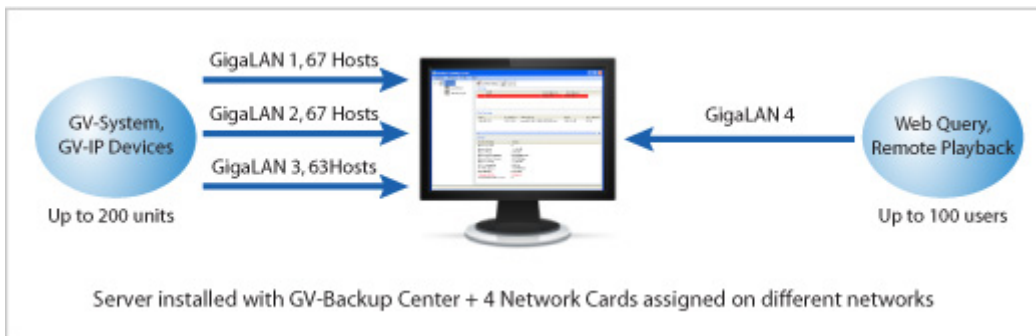 GigaLAN 1, 67 Hosts
GigaLAN 2, 67 Hosts
GigaLAN 3, 63Hosts
GV-System,
GV-IP Devices
Up to 200 units
GigaLAN 4
Web Query,
Remote Playback
Up to 100 users
Server installed with GV-Backup Center + 4 Network Cards assigned on different networks